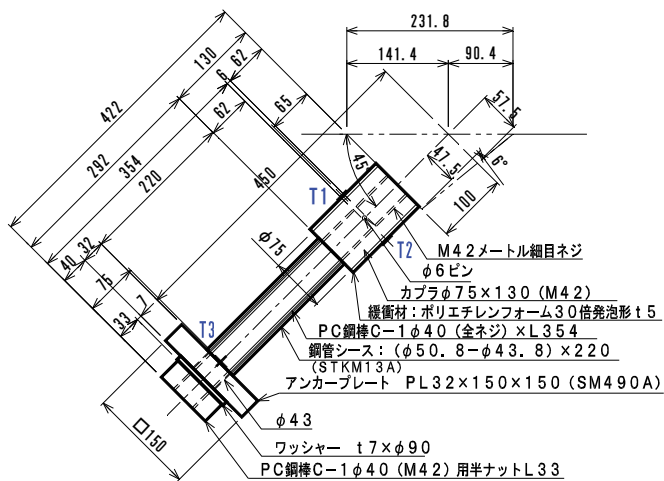 231.8
141.4
90.4
130
62
6
62
65
422
292
354
220
450
45°
57.5
47.5
6°
100
T1
T2
φ75
40
32
75
7
33
T3
M42メートル細目ネジ
φ6ピン
カプラφ75×130(M42)
緩衝材:ポリエチレンフォーム30倍発泡形t5
PC鋼棒C-1φ40(全ネジ)×L354
鋼管シース:(φ50.8-φ43.8)×220
(STKM13A)
アンカープレート PL32×150×150(SM490A)
φ43
□150
ワッシャー t7×φ90
PC鋼棒C-1φ40(M42)用半ナットL33